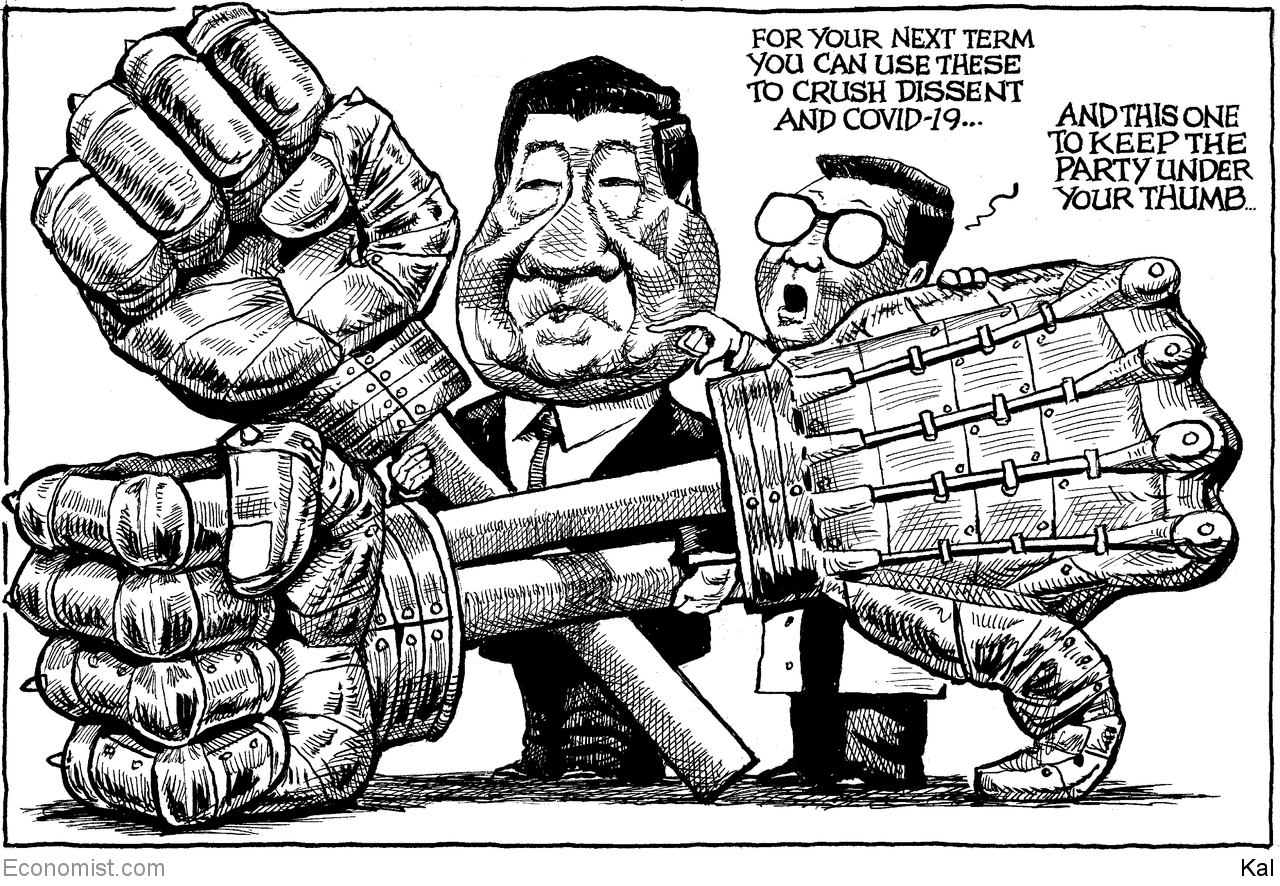 FOR YOUR NEXT TERM
YOU CAN USE THESE
TO CRUSH DISSENT
AND COVID-19...
AND THIS ONE
TO KEEP THE
PARTY UNDER
YOUR THUMB...
Economist.com
Kal